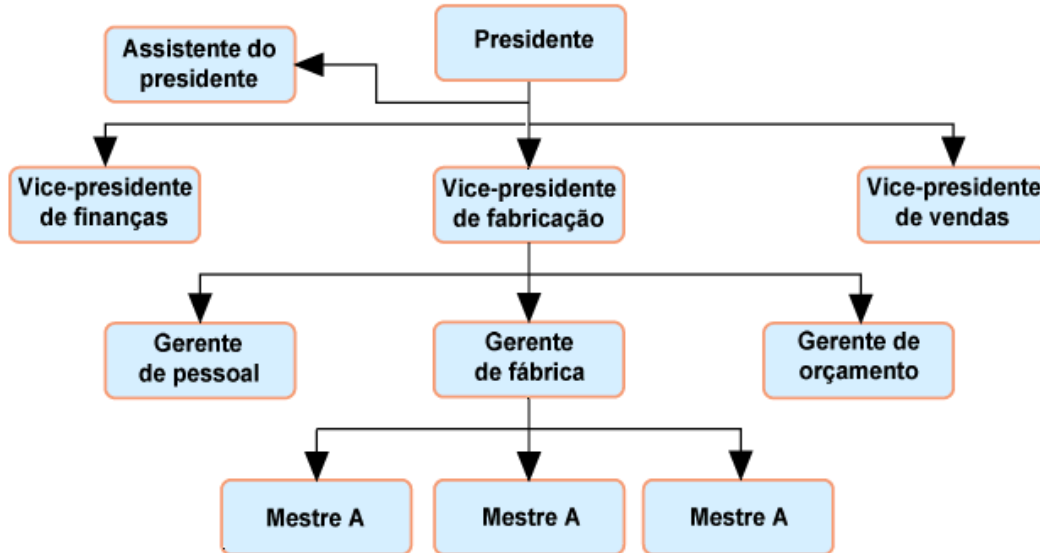 Presidente
Assistente do
presidente
Vice-presidente
de finanças
Vice-presidente
de fabricação
Vice-presidente
de vendas
Gerente
de pessoal
Gerente
de fábrica
Gerente de
orçamento
Mestre A
Mestre A
Mestre A